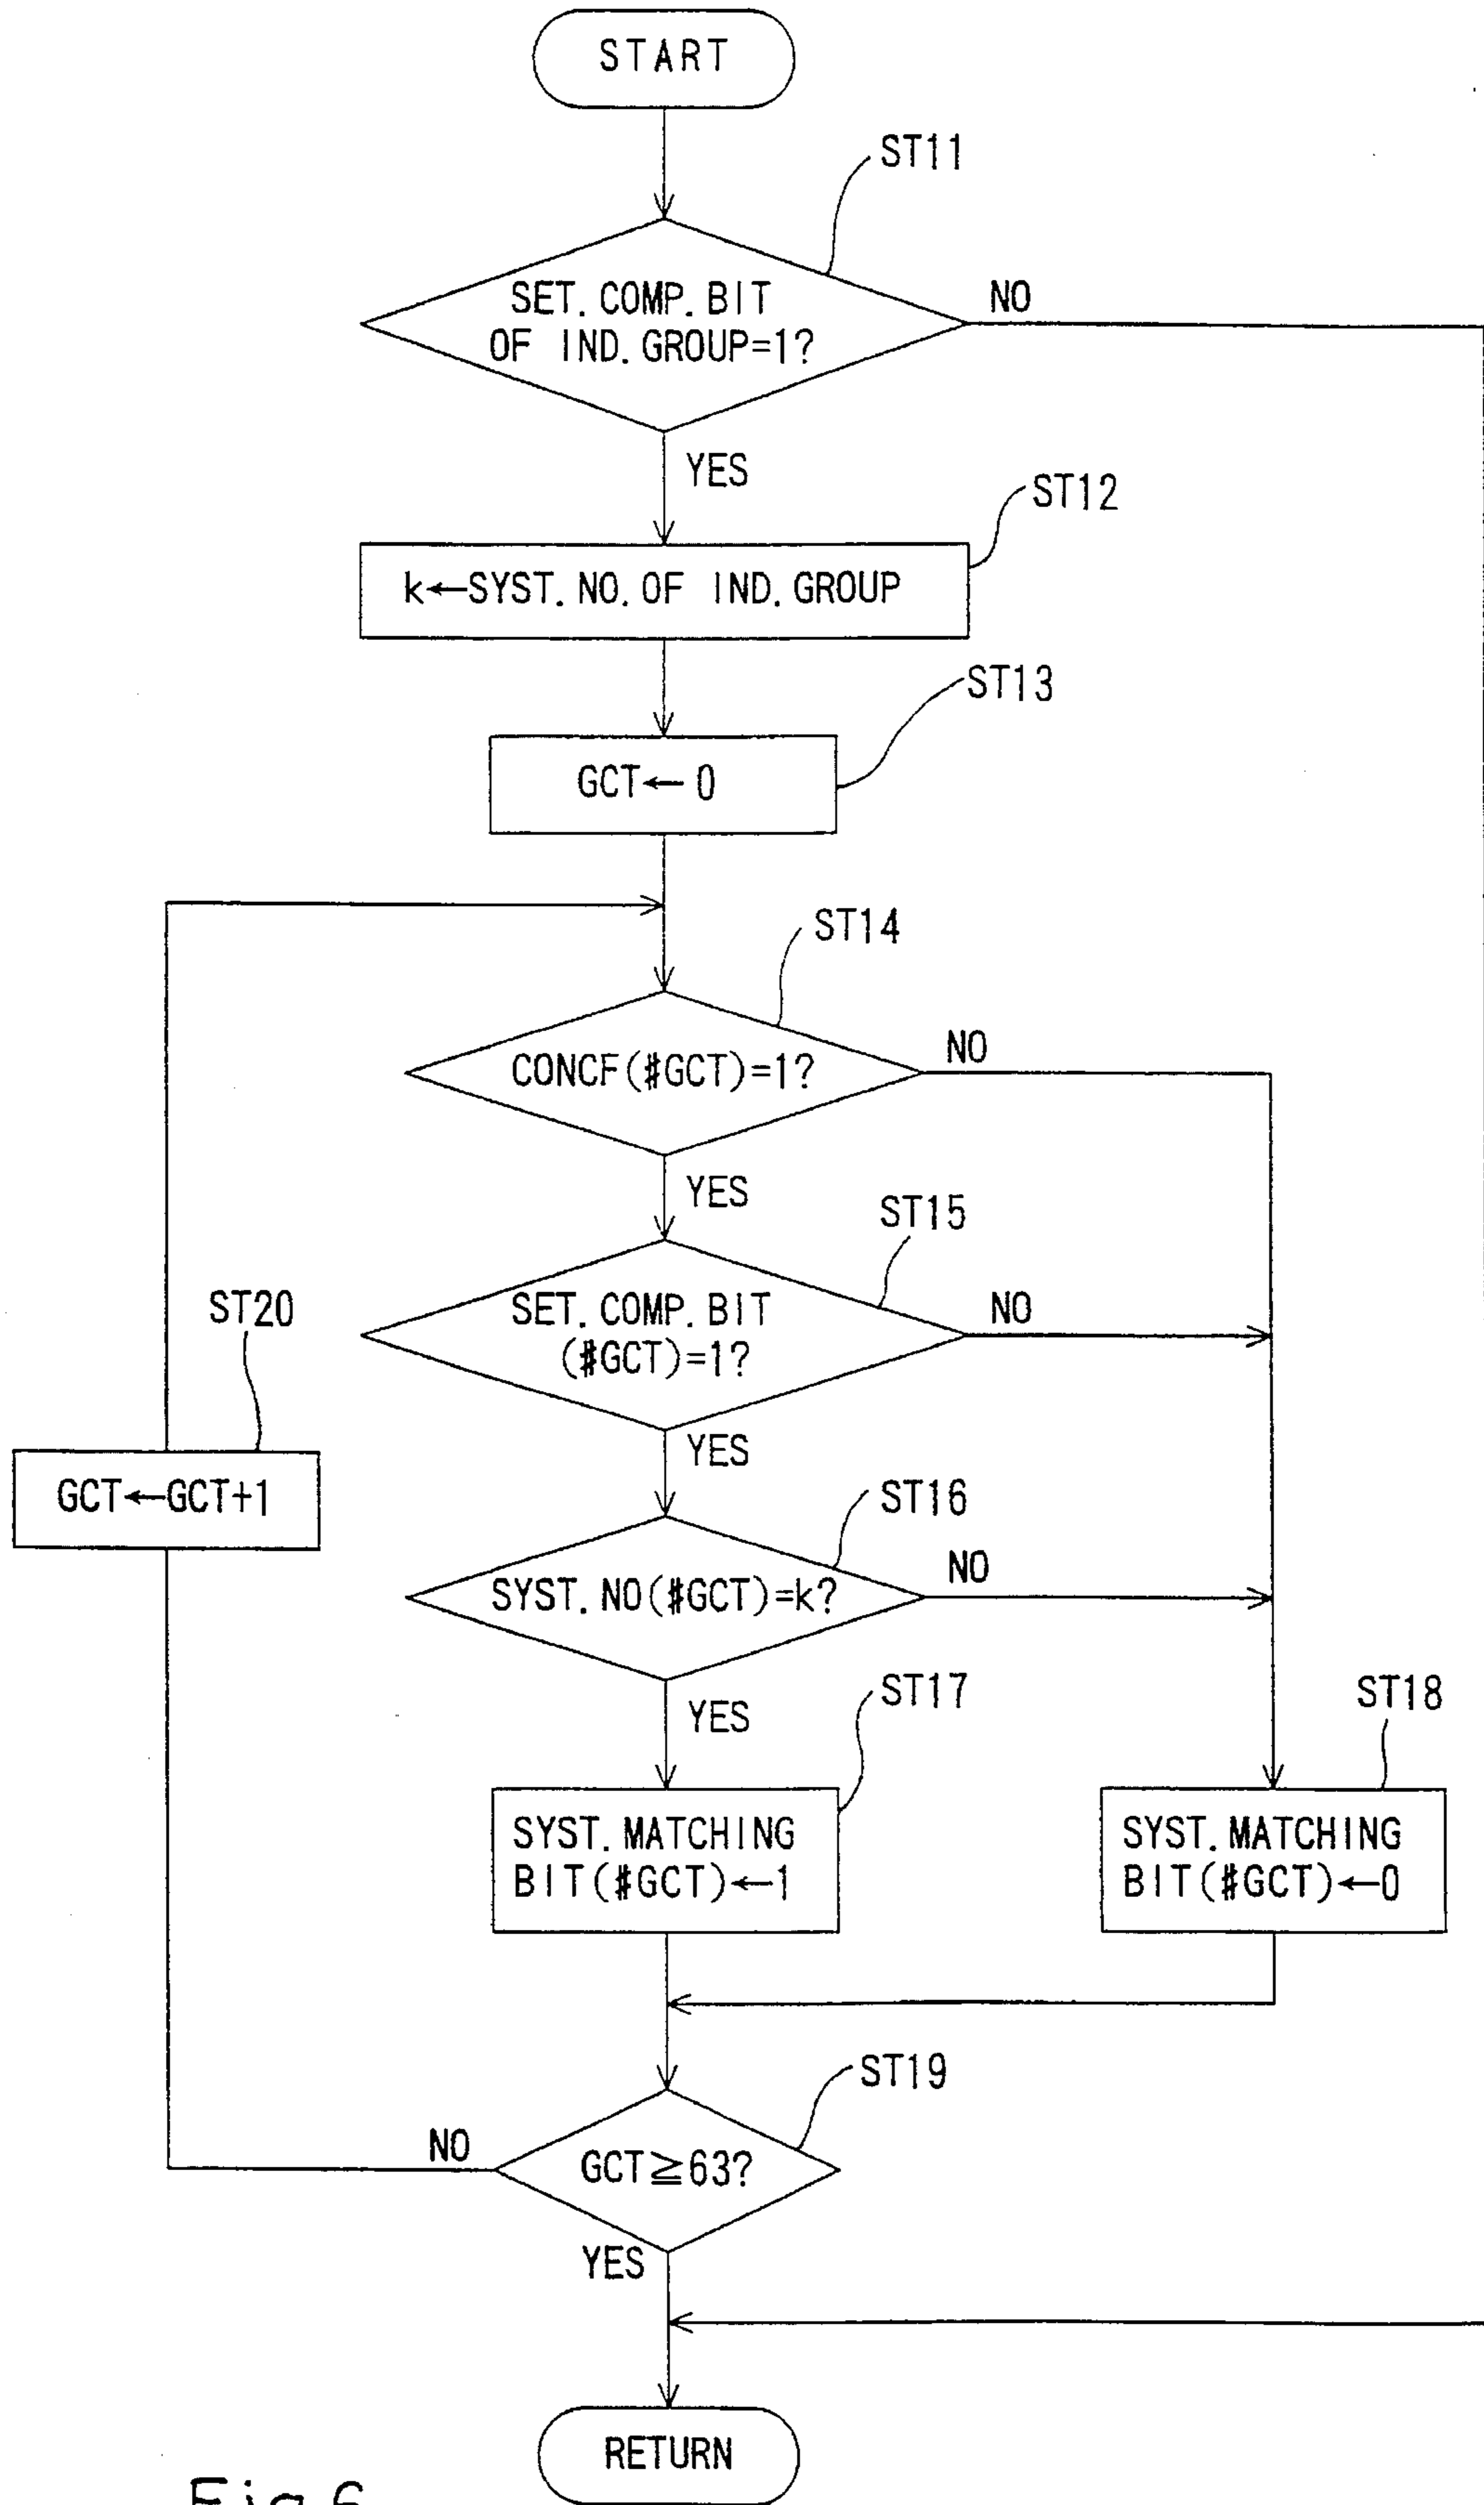 START
ST11
SET. COMP. BIT
OF IND. GROUP=1?
NO
YES
ST12
k←SYST. NO. OF IND. GROUP
ST13
GCT←0
ST14
CONCF(#GCT)=1?
NO
YES
ST15
SET. COMP. BIT
(#GCT)=1?
NO
YES
ST20
GCT←GCT+1
ST16
SYST. NO(#GCT)=k?
NO
YES
ST17
SYST. MATCHING
BIT(#GCT)←1
ST18
SYST. MATCHING
BIT(#GCT)←0
ST19
GCT≧63?
NO
YES
RETURN
Fig.6